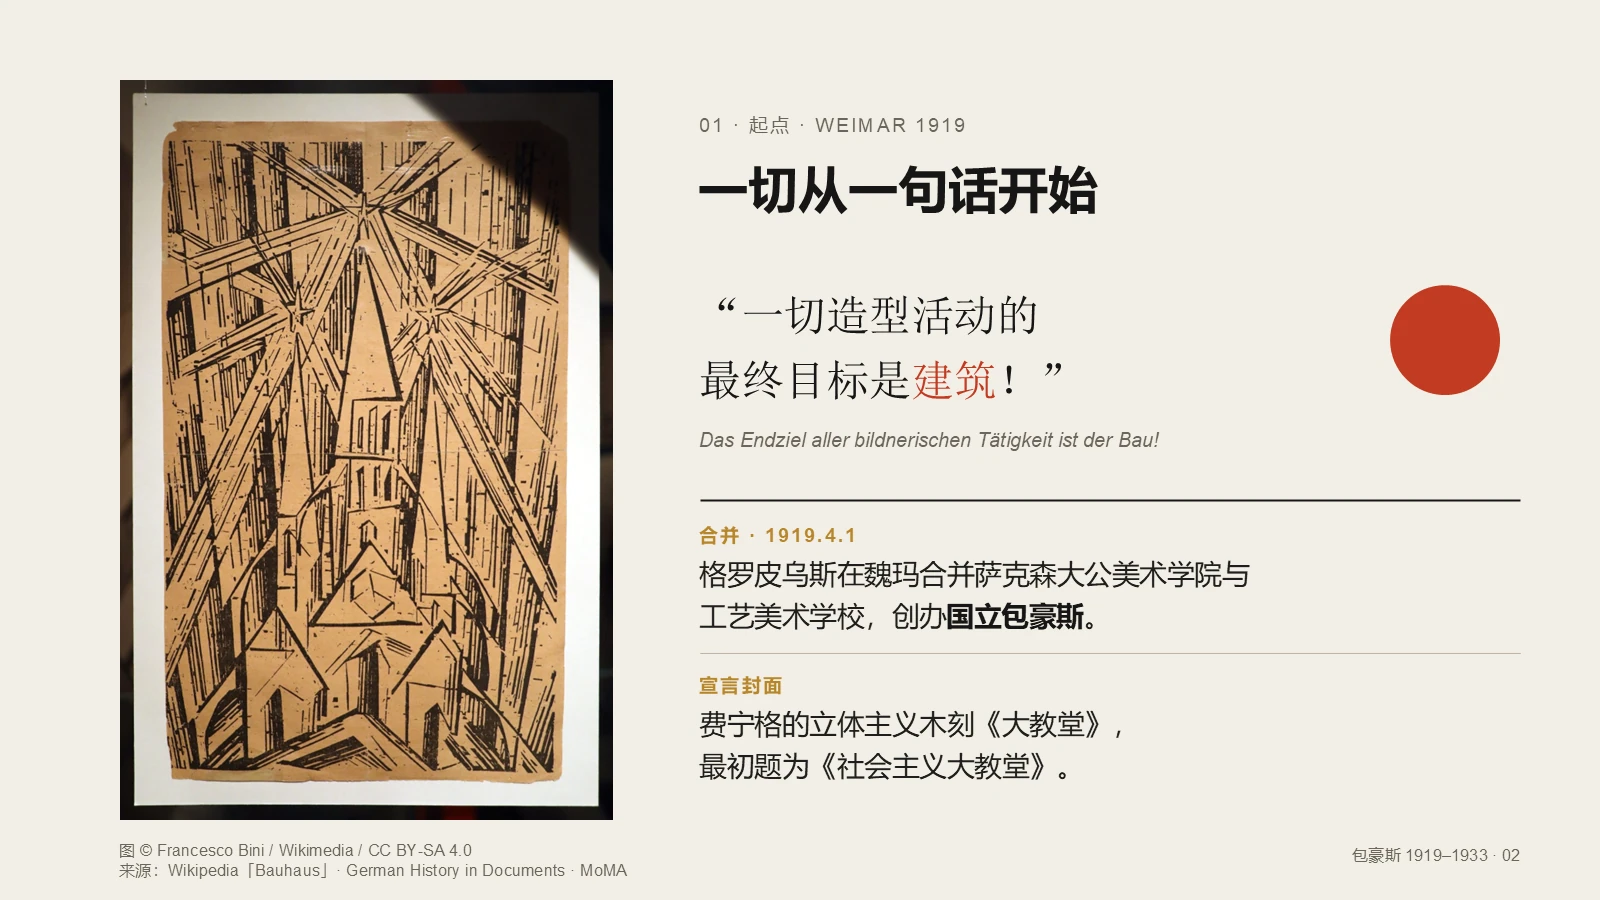 01 · 起点 · WEIMAR 1919
一切从一句话开始
“一切造型活动的
最终目标是建筑！”
Das Endziel aller bildnerischen Tätigkeit ist der Bau!
合并 · 1919.4.1
格罗皮乌斯在魏玛合并萨克森大公美术学院与
工艺美术学校，创办国立包豪斯。
宣言封面
费宁格的立体主义木刻《大教堂》，
最初题为《社会主义大教堂》。
图 © Francesco Bini / Wikimedia / CC BY-SA 4.0
来源：Wikipedia「Bauhaus」· German History in Documents · MoMA
包豪斯 1919–1933 · 02